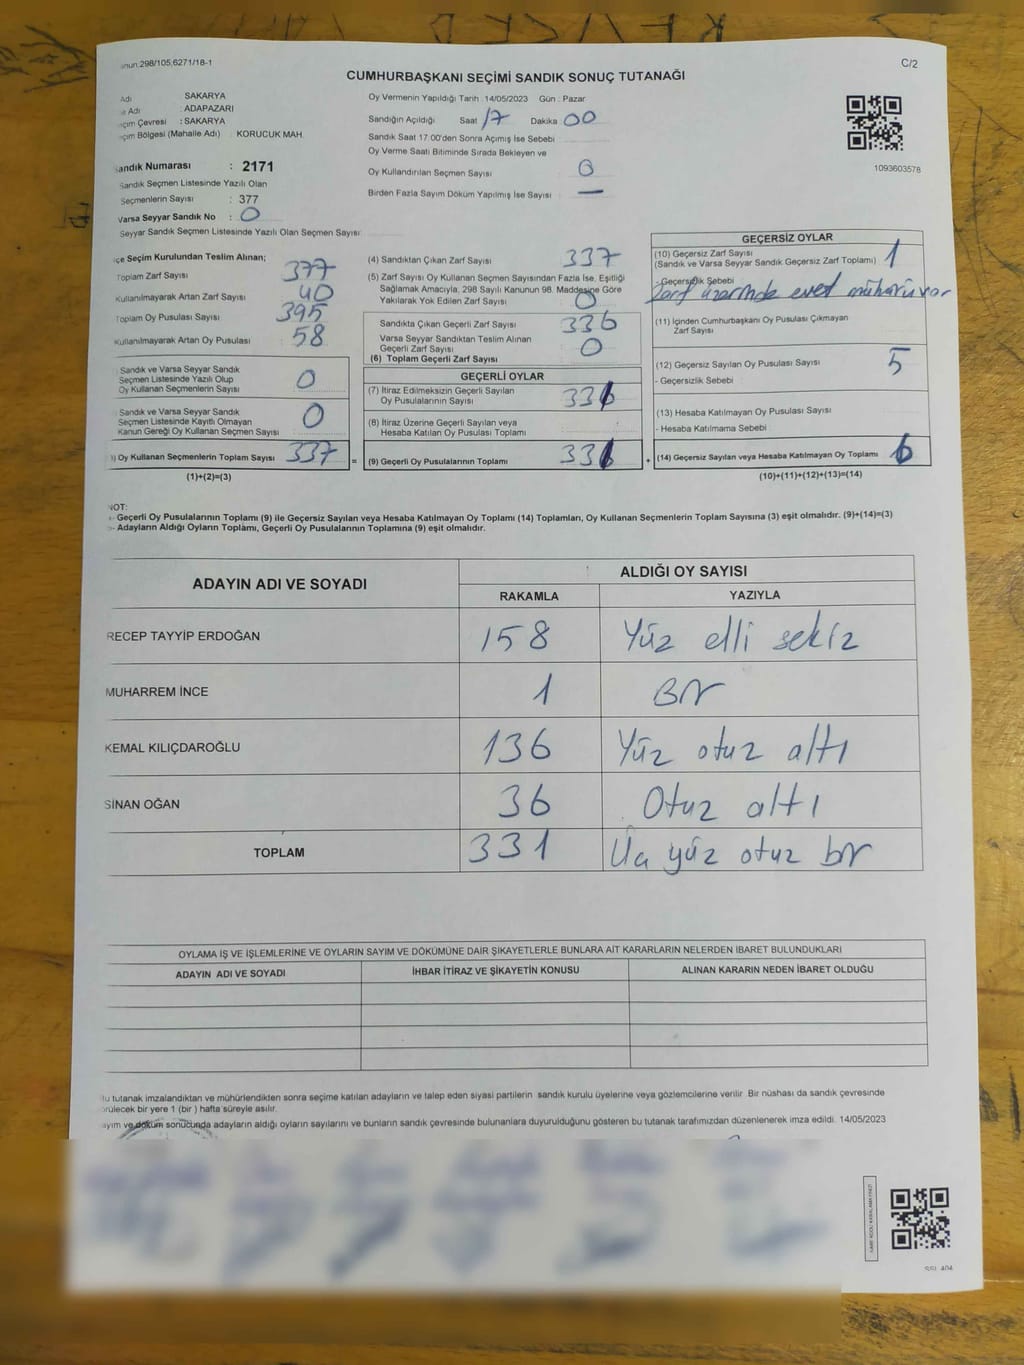 anun:298/105,6271/18-1
C/2
CUMHURBAŞKANI SEÇİMİ SANDIK SONUÇ TUTANAĞI
Adı SAKARYA
e Adı : ADAPAZARI
çim Çevresi : SAKARYA
çim Bölgesi (Mahalle Adı) : KORUCUK MAH.
Sandık Numarası : 2171
Sandık Seçmen Listesinde Yazılı Olan
Seçmenlerin Sayısı : 377
Varsa Seyyar Sandık No : 0
Seyyar Sandık Seçmen Listesinde Yazılı Olan Seçmen Sayısı
Oy Vermenin Yapıldığı Tarih :14/05/2023 Gün : Pazar
Sandığın Açıldığı Saat 17 Dakika 00
Sandık Saat 17:00'den Sonra Açımış İse Sebebi
Oy Verme Saati Bitiminde Sırada Bekleyen ve
Oy Kullandırılan Seçmen Sayısı 0
Birden Fazla Sayım Döküm Yapılmış İse Sayısı : —
1093603578
çe Seçim Kurulundan Teslim Alınan;
Toplam Zarf Sayısı 377
Kullanılmayarak Artan Zarf Sayısı 40
Toplam Oy Pusulası Sayısı 395
Kullanılmayarak Artan Oy Pusulası 58
Sandık ve Varsa Seyyar Sandık
Seçmen Listesinde Yazılı Olup
Oy Kullanan Seçmenlerin Sayısı 0
Sandık ve Varsa Seyyar Sandık
Seçmen Listesinde Kayıtlı Olmayan
Kanun Gereği Oy Kullanan Seçmen Sayısı 0
) Oy Kullanan Seçmenlerin Toplam Sayısı 337
(1)+(2)=(3)
(4) Sandıktan Çıkan Zarf Sayısı 337
(5) Zarf Sayısı Oy Kullanan Seçmen Sayısından Fazla İse, Eşitliği
Sağlamak Amacıyla, 298 Sayılı Kanunun 98. Maddesine Göre
Yakılarak Yok Edilen Zarf Sayısı 0
Sandıkta Çıkan Geçerli Zarf Sayısı 336
Varsa Seyyar Sandıktan Teslim Alınan
Geçerli Zarf Sayısı 0
(6) Toplam Geçerli Zarf Sayısı
GEÇERLİ OYLAR
(7) İtiraz Edilmeksizin Geçerli Sayılan
Oy Pusulalarının Sayısı 331
(8) İtiraz Üzerine Geçerli Sayılan veya
Hesaba Katılan Oy Pusulası Toplamı
= (9) Geçerli Oy Pusulalarının Toplamı 331
GEÇERSİZ OYLAR
(10) Geçersiz Zarf Sayısı
(Sandık ve Varsa Seyyar Sandık Geçersiz Zarf Toplamı) 1
- Geçersizlik Sebebi
Zarf üzerinde evet mühürüvar
(11) İçinden Cumhurbaşkanı Oy Pusulası Çıkmayan
Zarf Sayısı
(12) Geçersiz Sayılan Oy Pusulası Sayısı 5
- Geçersizlik Sebebi
(13) Hesaba Katılmayan Oy Pusulası Sayısı
- Hesaba Katılmama Sebebi
+ (14) Geçersiz Sayılan veya Hesaba Katılmayan Oy Toplamı 6
(10)+(11)+(12)+(13)=(14)
NOT:
- Geçerli Oy Pusulalarının Toplamı (9) ile Geçersiz Sayılan veya Hesaba Katılmayan Oy Toplamı (14) Toplamları, Oy Kullanan Seçmenlerin Toplam Sayısına (3) eşit olmalıdır. (9)+(14)=(3)
- Adayların Aldığı Oyların Toplamı, Geçerli Oy Pusulalarının Toplamına (9) eşit olmalıdır.
ADAYIN ADI VE SOYADI
ALDIĞI OY SAYISI
RAKAMLA YAZIYLA
RECEP TAYYİP ERDOĞAN 158 Yüz elli sekiz
MUHARREM İNCE 1 Bir
KEMAL KILIÇDAROĞLU 136 Yüz otuz altı
SİNAN OĞAN 36 Otuz altı
TOPLAM 331 Üç yüz otuz bir
OYLAMA İŞ VE İŞLEMLERİNE VE OYLARIN SAYIM VE DÖKÜMÜNE DAİR ŞİKAYETLERLE BUNLARA AİT KARARLARIN NELERDEN İBARET BULUNDUKLARI
ADAYIN ADI VE SOYADI İHBAR İTİRAZ VE ŞİKAYETİN KONUSU ALINAN KARARIN NEDEN İBARET OLDUĞU
u tutanak imzalandıktan ve mühürlendikten sonra seçime katılan adayların ve talep eden siyasi partilerin sandık kurulu üyelerine veya gözlemcilerine verilir. Bir nüshası da sandık çevresinde
örülecek bir yere 1 (bir ) hafta süreyle asılır.
ayım ve döküm sonucunda adayların aldığı oyların sayılarını ve bunların sandık çevresinde bulunanlara duyurulduğunu gösteren bu tutanak tarafımızdan düzenlenerek imza edildi. 14/05/2023